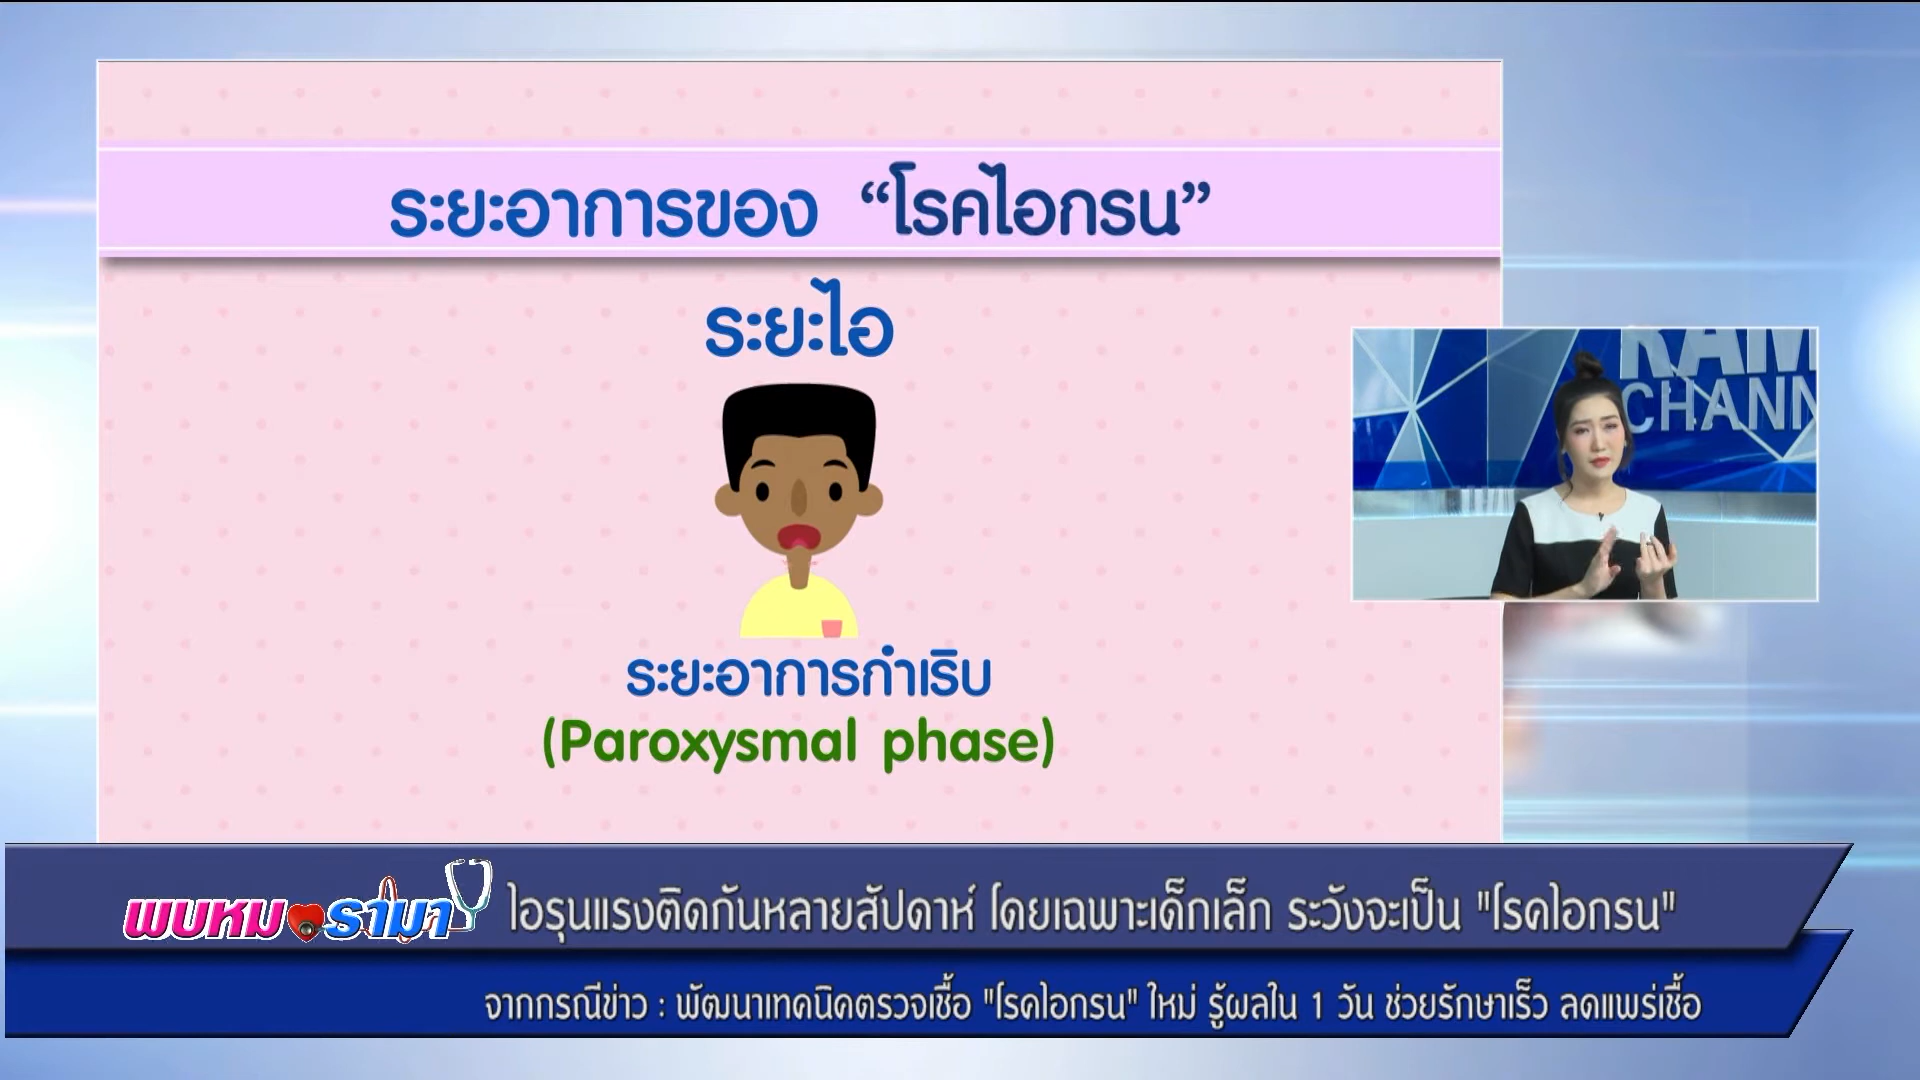 ระยะอาการของ “โรคไอกรน”
ระยะไอ
ระยะอาการกำเริบ
(Paroxysmal phase)
CHANN
พบหมอรามา
ไอรุนแรงติดกันหลายสัปดาห์ โดยเฉพาะเด็กเล็ก ระวังจะเป็น "โรคไอกรน"
จากกรณีข่าว : พัฒนาเทคนิคตรวจเชื้อ "โรคไอกรน" ใหม่ รู้ผลใน 1 วัน ช่วยรักษาเร็ว ลดแพร่เชื้อ